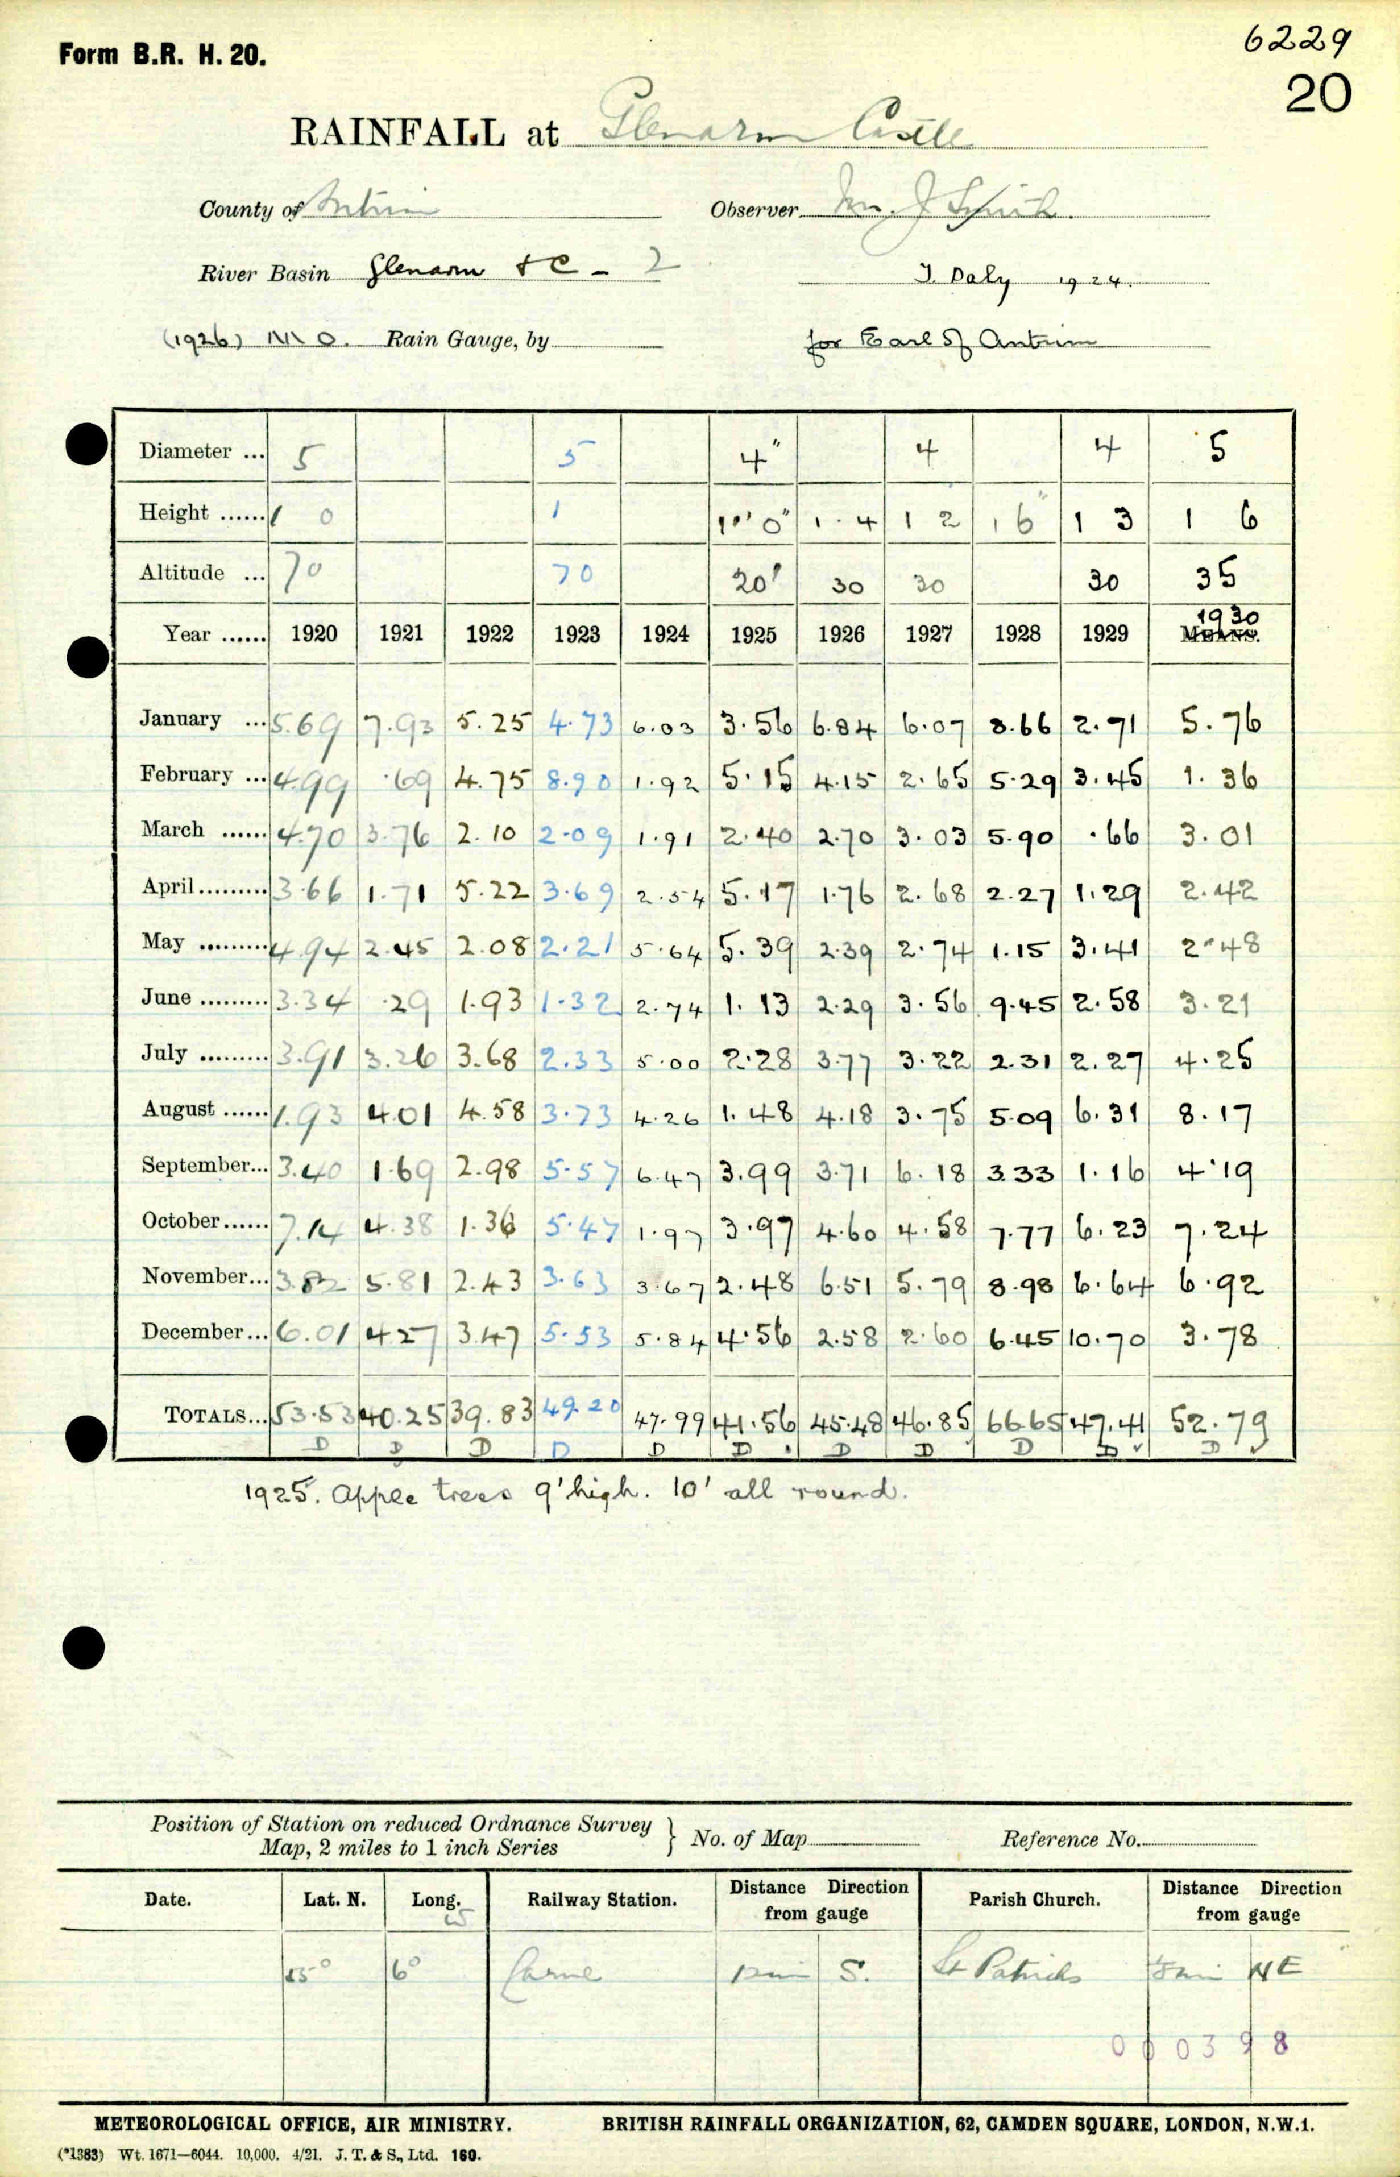 6229
Form B.R. H. 20.
20
RAINFALL at Glenarm Castle
County of Antrim Observer Mr. J
River Basin Glenarm & C - 2 J. Daly 1924.
(1926) M O. Rain Gauge, by for Earl of Antrim
Diameter ... 5 5 4" 4 4 5
Height ...... 1 0 1 1' 0" 1 · 4 1 2 1 6" 1 3 1 6
Altitude ... 70 70 20' 30 30 30 35
Year ...... 1920 1921 1922 1923 1924 1925 1926 1927 1928 1929 MEANS. 1930
January ... 5.69 7.93 5.25 4.73 6.03 3.56 6.84 6.07 8.66 2.71 5.76
February ... 4.99 .69 4.75 8.90 1.92 5.15 4.15 2.65 5.29 3.45 1.36
March ...... 4.70 3.76 2.10 2.09 1.91 2.40 2.70 3.03 5.90 .66 3.01
April......... 3.66 1.71 5.22 3.69 2.54 5.17 1.76 2.68 2.27 1.29 2.42
May ......... 4.94 2.45 2.08 2.21 5.64 5.39 2.39 2.74 1.15 3.41 2.48
June ......... 3.34 .29 1.93 1.32 2.74 1.13 2.29 3.56 9.45 2.58 3.21
July ......... 3.91 3.26 3.68 2.33 5.00 2.28 3.77 3.22 2.31 2.27 4.25
August ...... 1.93 4.01 4.58 3.73 4.26 1.48 4.18 3.75 5.09 6.31 8.17
September... 3.40 1.69 2.98 5.57 6.47 3.99 3.71 6.18 3.33 1.16 4.19
October...... 7.14 4.38 1.36 5.47 1.97 3.97 4.60 4.58 7.77 6.23 7.24
November... 3.82 5.81 2.43 3.63 3.67 2.48 6.51 5.79 8.98 6.64 6.92
December... 6.01 4.27 3.47 5.53 5.84 4.56 2.58 2.60 6.45 10.70 3.78
TOTALS... 53.53 40.25 39.83 49.20 47.99 41.56 45.48 46.85 66.65 47.41 52.79
D D D D D D D D D D D
1925. Apple trees 9' high. 10' all round.
Position of Station on reduced Ordnance Survey
Map, 2 miles to 1 inch Series } No. of Map Reference No.
Date. Lat. N. Long. W Railway Station. Distance Direction from gauge Parish Church. Distance Direction from gauge
55° 6° Larne 12 mi S. St Patricks mi NE
000398
METEOROLOGICAL OFFICE, AIR MINISTRY. BRITISH RAINFALL ORGANIZATION, 62, CAMDEN SQUARE, LONDON, N.W.1.
(*1383) Wt. 1671—6044. 10,000. 4/21. J. T. & S., Ltd. 160.